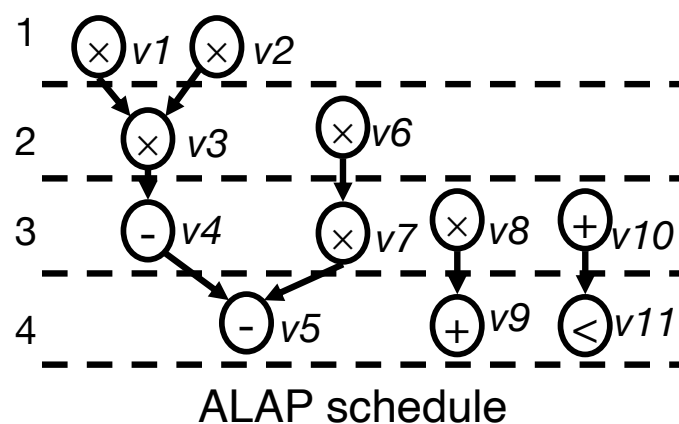 1 × v1 × v2
2 × v3 × v6
3 - v4 × v7 × v8 + v10
4 - v5 + v9 < v11
ALAP schedule